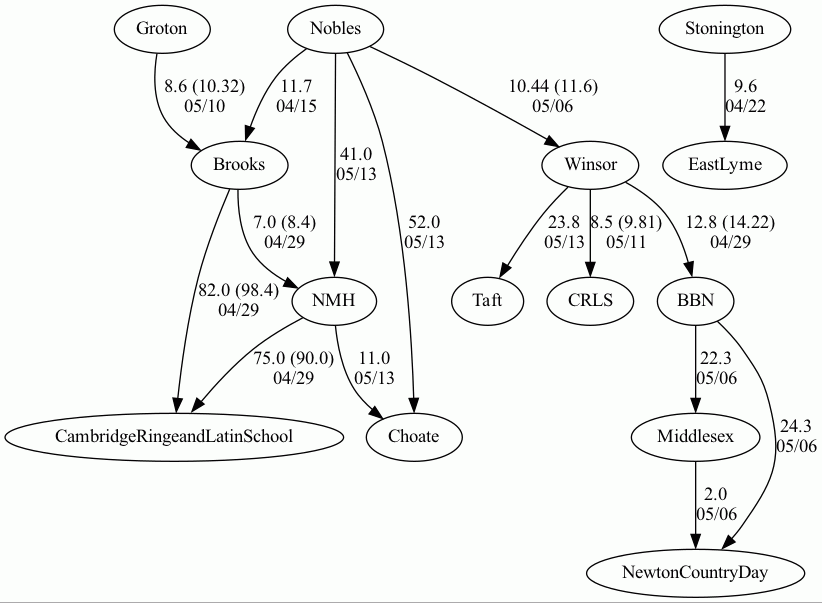 Groton
Nobles
Stonington
8.6 (10.32)
05/10
11.7
04/15
10.44 (11.6)
05/06
9.6
04/22
41.0
05/13
Brooks
Winsor
EastLyme
7.0 (8.4)
04/29
52.0
05/13
23.8
05/13
8.5 (9.81)
05/11
12.8 (14.22)
04/29
82.0 (98.4)
04/29
NMH
Taft
CRLS
BBN
75.0 (90.0)
04/29
11.0
05/13
22.3
05/06
24.3
05/06
CambridgeRingeandLatinSchool
Choate
Middlesex
2.0
05/06
NewtonCountryDay